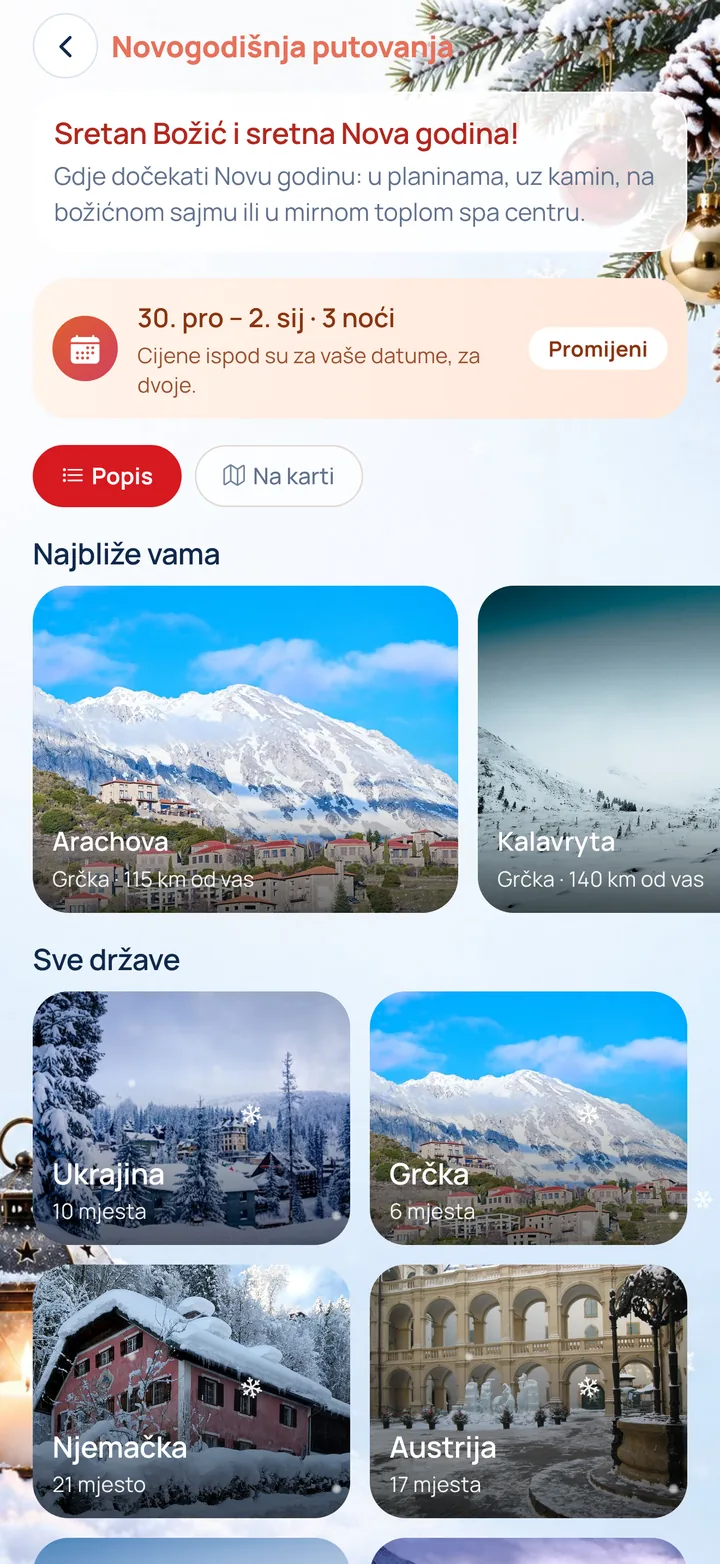 Novogodišnja putovanja
Sretan Božić i sretna Nova godina!
Gdje dočekati Novu godinu: u planinama, uz kamin, na
božićnom sajmu ili u mirnom toplom spa centru.
30. pro – 2. sij · 3 noći
Cijene ispod su za vaše datume, za
dvoje.
Promijeni
Popis
Na karti
Najbliže vama
Arachova
Grčka · 115 km od vas
Kalavryta
Grčka · 140 km od vas
Sve države
Ukrajina
10 mjesta
Grčka
6 mjesta
Njemačka
21 mjesto
Austrija
17 mjesta